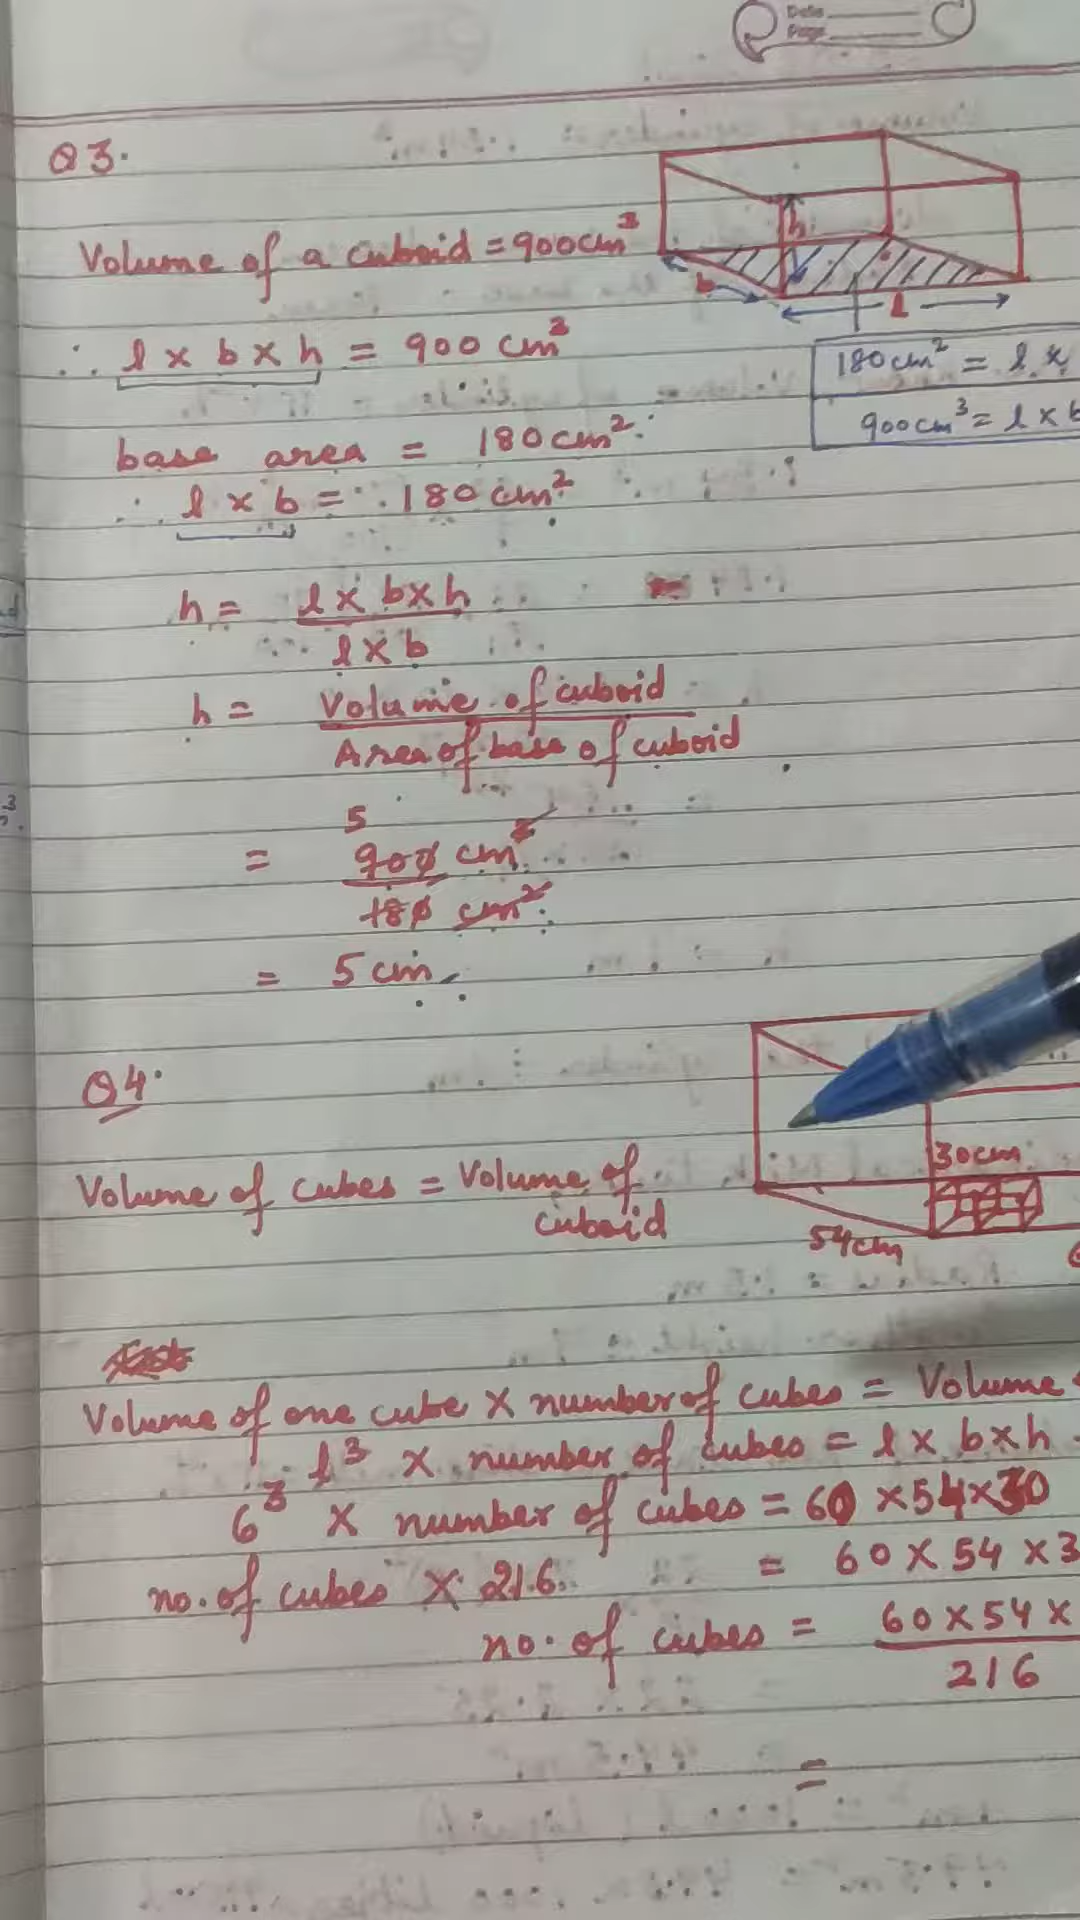 Date
Page
Q3.
Volume of a cuboid = 900cm³
h
b
l
∴ l × b × h = 900 cm³
180cm² = l ×
900cm³ = l × b
base area = 180cm²
∴ l × b = 180 cm²
h = l × b × h
l × b
h = Volume of cuboid
Area of base of cuboid
5
= 900 cm³
180 cm²
= 5 cm
Q4.
30cm
Volume of cubes = Volume of
cuboid
54cm
Volume of one cube × number of cubes = Volume
l³ × number of cubes = l × b × h
6³ × number of cubes = 60 × 54 × 30
no. of cubes × 216 = 60 × 54 × 3
no. of cubes = 60 × 54 ×
216
=